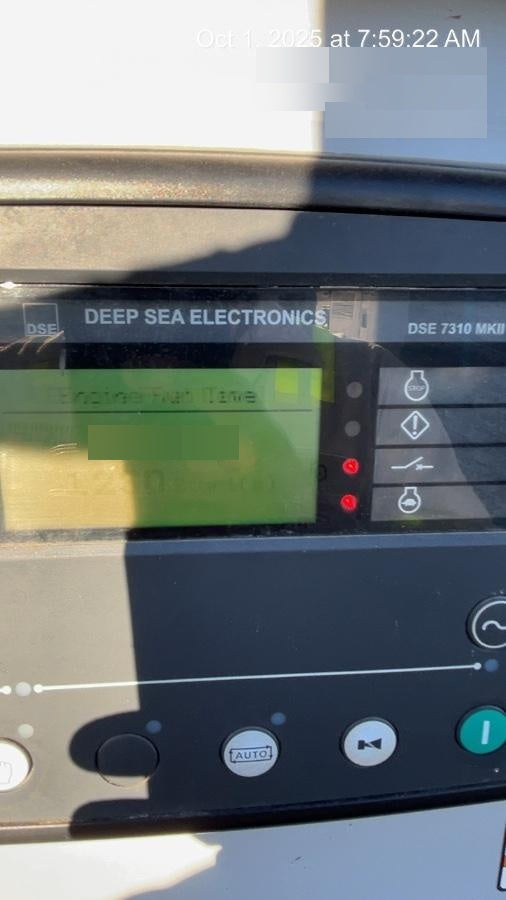 Oct 1, 2025 at 7:59:22 AM
DSE
DEEP SEA ELECTRONICS
DSE 7310 MKII
Engine Run Time
STOP
AUTO